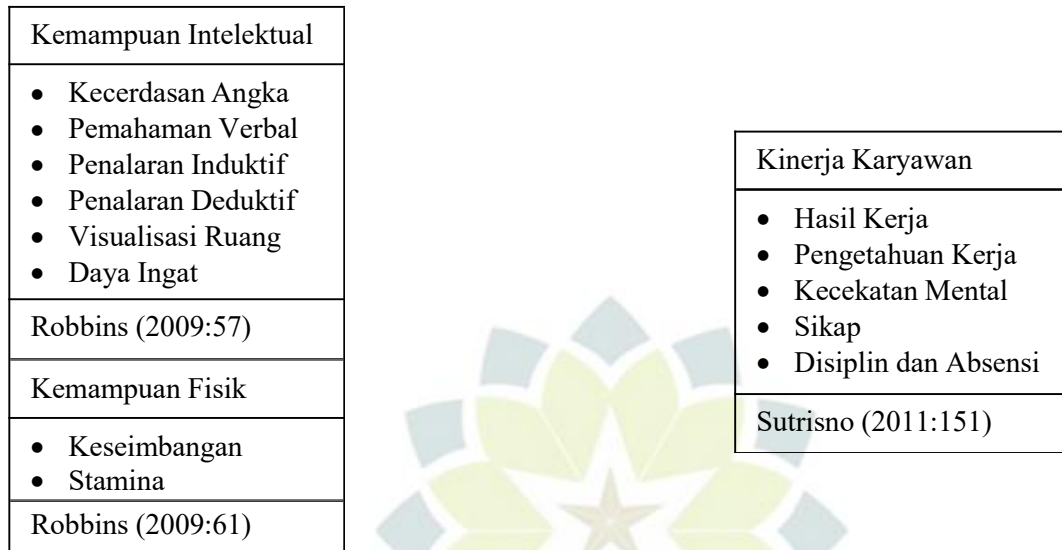 Kemampuan Intelektual
• Kecerdasan Angka
• Pemahaman Verbal
• Penalaran Induktif
• Penalaran Deduktif
• Visualisasi Ruang
• Daya Ingat
Robbins (2009:57)
Kemampuan Fisik
• Keseimbangan
• Stamina
Robbins (2009:61)
Kinerja Karyawan
• Hasil Kerja
• Pengetahuan Kerja
• Kecekatan Mental
• Sikap
• Disiplin dan Absensi
Sutrisno (2011:151)